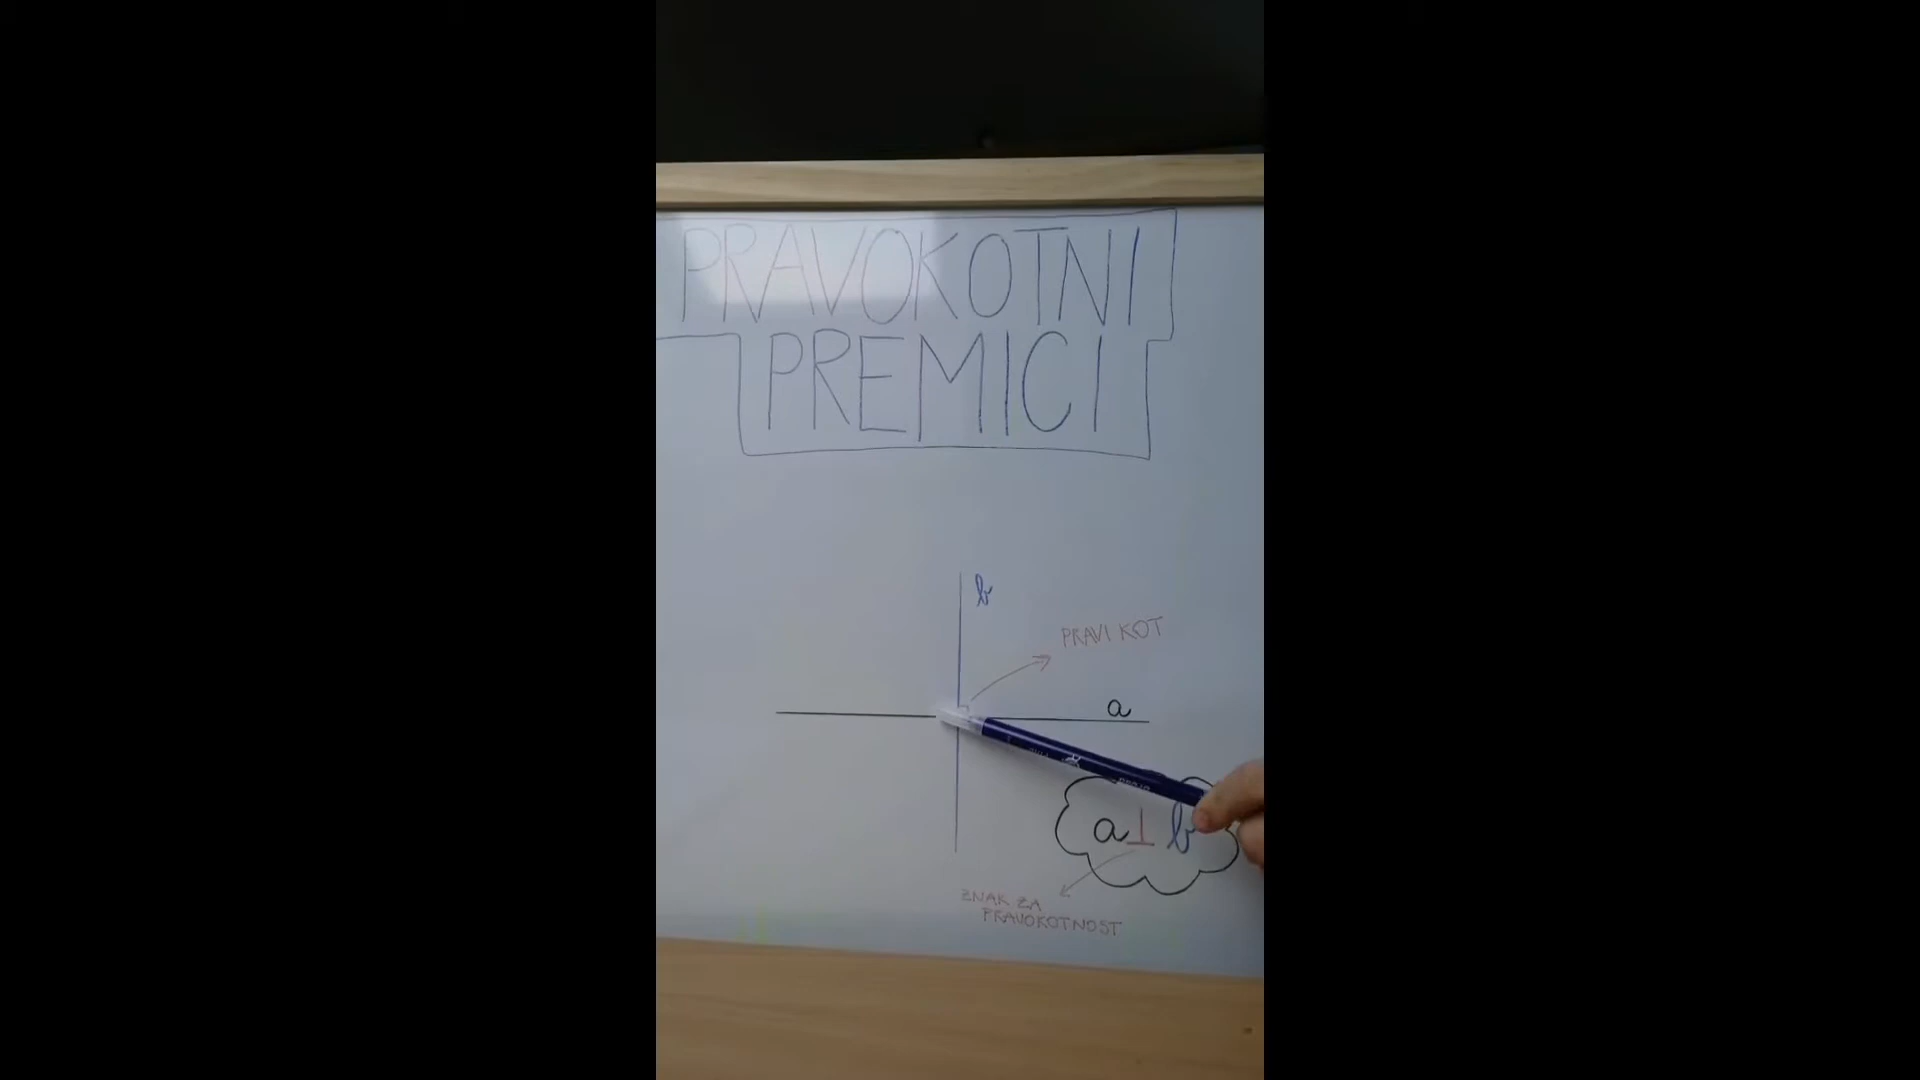 PRAVOKOTNI
PREMICI
b
PRAVI KOT
a
a ⊥ b
ZNAK ZA
PRAVOKOTNOST